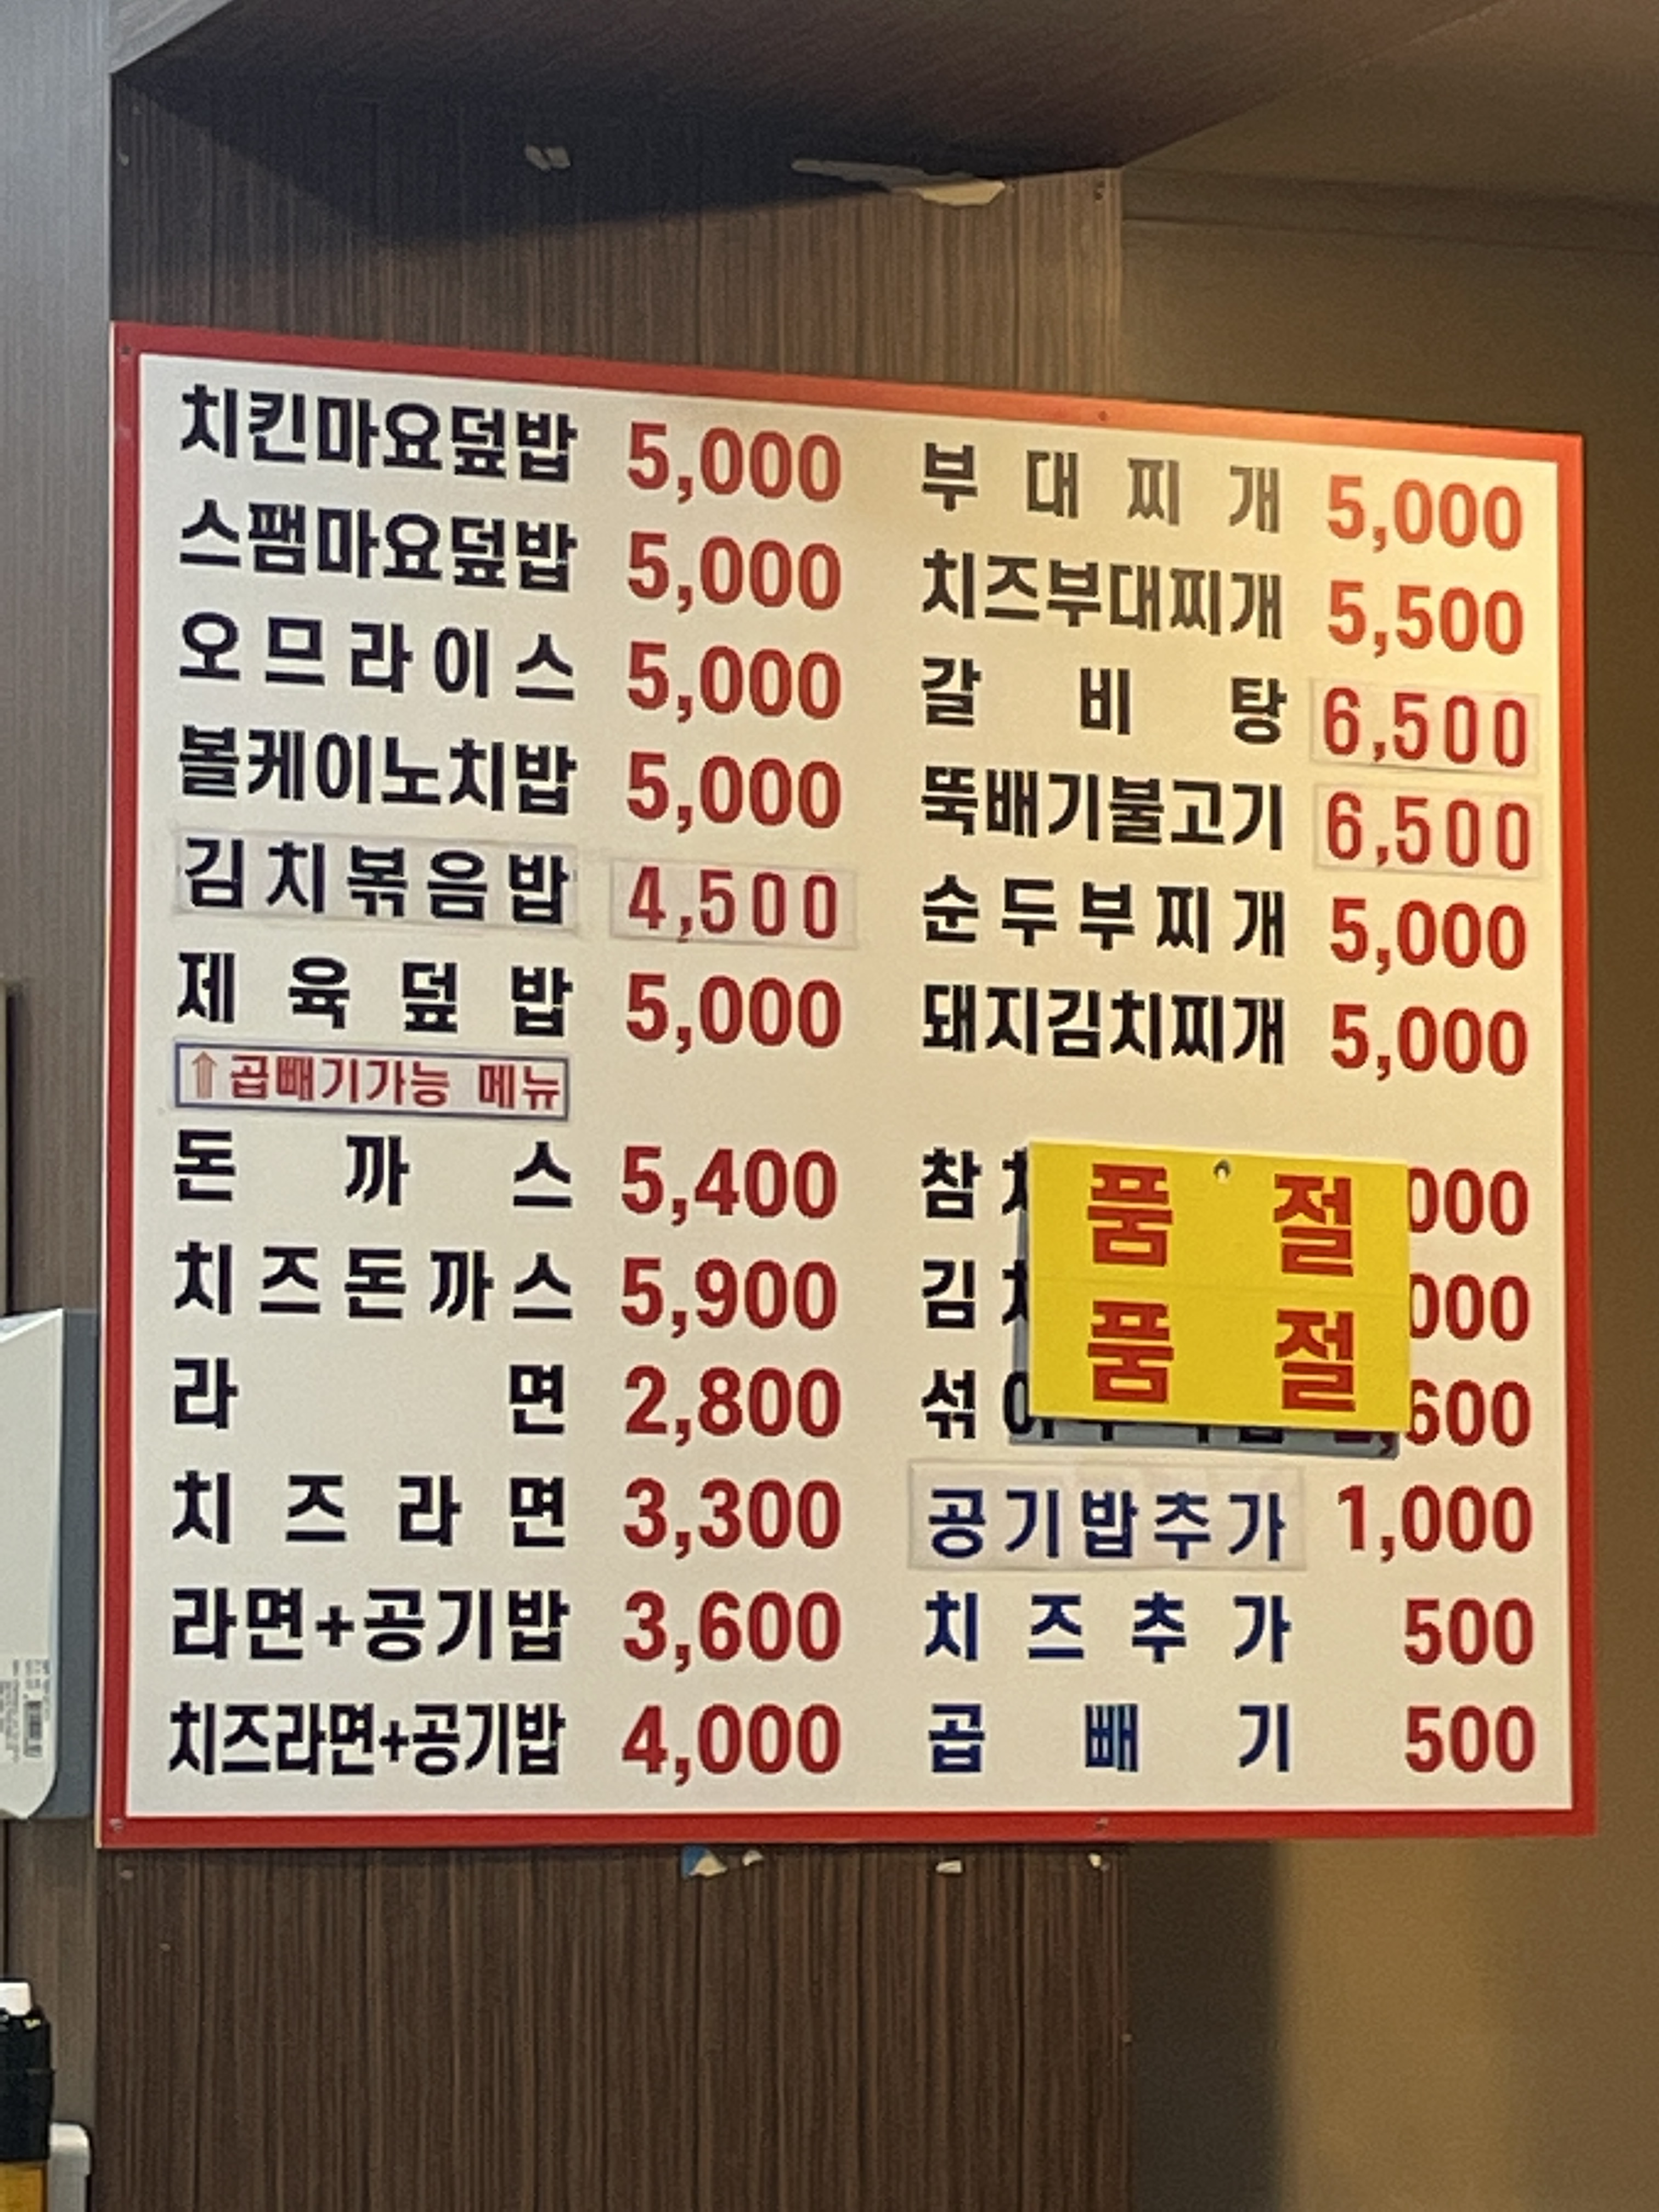 치킨마요덮밥 5,000
스팸마요덮밥 5,000
오므라이스 5,000
볼케이노치밥 5,000
김치볶음밥 4,500
제육덮밥 5,000
↑곱빼기가능 메뉴
돈까스 5,400
치즈돈까스 5,900
라면 2,800
치즈라면 3,300
라면+공기밥 3,600
치즈라면+공기밥 4,000
부대찌개 5,000
치즈부대찌개 5,500
갈비탕 6,500
뚝배기불고기 6,500
순두부찌개 5,000
돼지김치찌개 5,000
품절
품절
공기밥추가 1,000
치즈추가 500
곱빼기 500